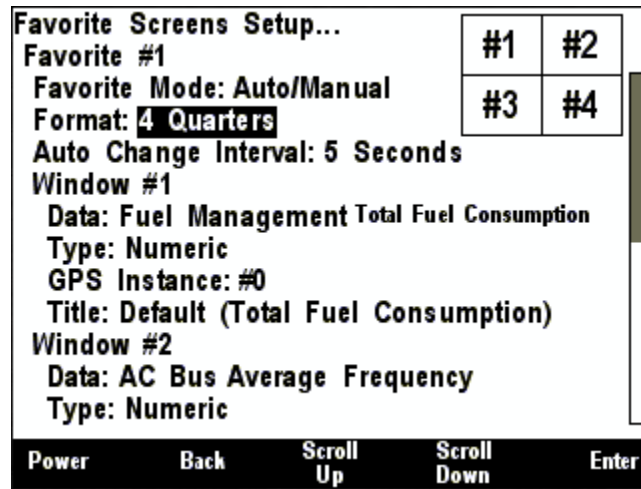 Favorite Screens Setup...
Favorite #1
Favorite Mode: Auto/Manual
Format: 4 Quarters
Auto Change Interval: 5 Seconds
Window #1
Data: Fuel Management Total Fuel Consumption
Type: Numeric
GPS Instance: #0
Title: Default (Total Fuel Consumption)
Window #2
Data: AC Bus Average Frequency
Type: Numeric
#1 #2
#3 #4
Power Back Scroll Up Scroll Down Enter